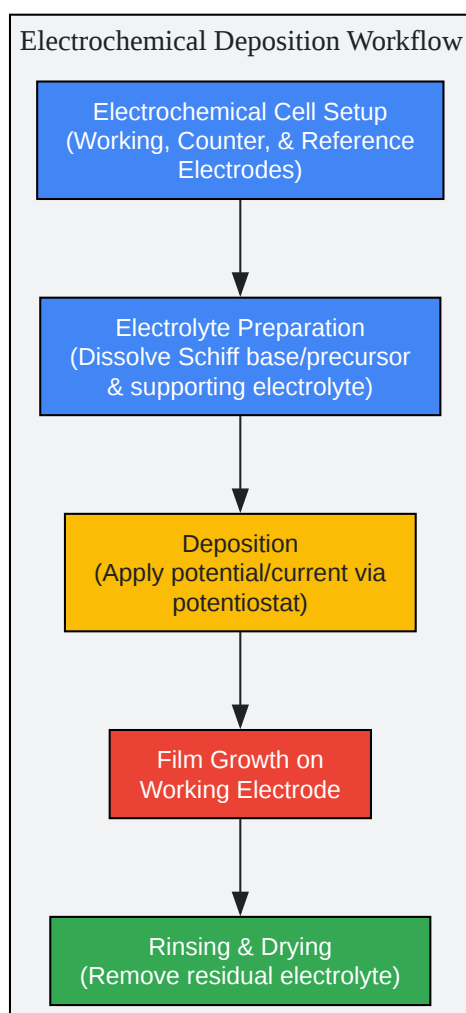 Electrochemical Deposition Workflow
Electrochemical Cell Setup
(Working, Counter, & Reference
Electrodes)
Electrolyte Preparation
(Dissolve Schiff base/precursor
& supporting electrolyte)
Deposition
(Apply potential/current via
potentiostat)
Film Growth on
Working Electrode
Rinsing & Drying
(Remove residual electrolyte)